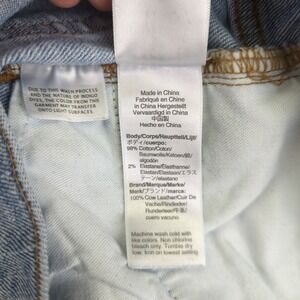 DUE TO THIS WASH PROCESS
AND THE NATURE OF INDIGO
DYES, THE COLOR FROM THIS
GARMENT MAY TRANSFER
ONTO LIGHT SURFACES
Made in China
Fabriqué en Chine
in China Hergestellt
Vervaardigd in China
中国製
Hecho en China
Body/Corps/Hauptteil/Lijf/
ボディ/cuerpo:
98% Cotton/Coton/
Baumwolle/Katoen/綿/
algodón
2% Elastane/Élasthanne/
Elastan/Elastaan/エラス
テーン/elastano
Brand/Marque/Marke/
Merk/ブランド/marca:
100% Cow Leather/Cuir De
Vache/Rindleder/
Runderleer/牛革/
cuero vacuno
Machine wash cold with
like colors. Non chlorine
bleach only. Tumble dry
low. Iron on lowest setting